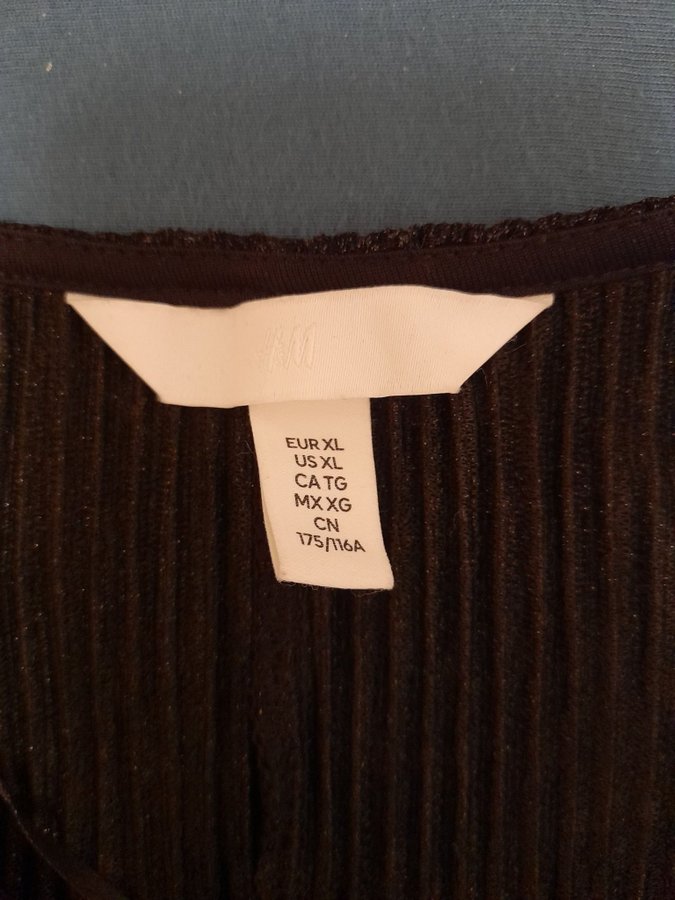 H&M
EUR XL
US XL
CA TG
MX XG
CN
175/116A